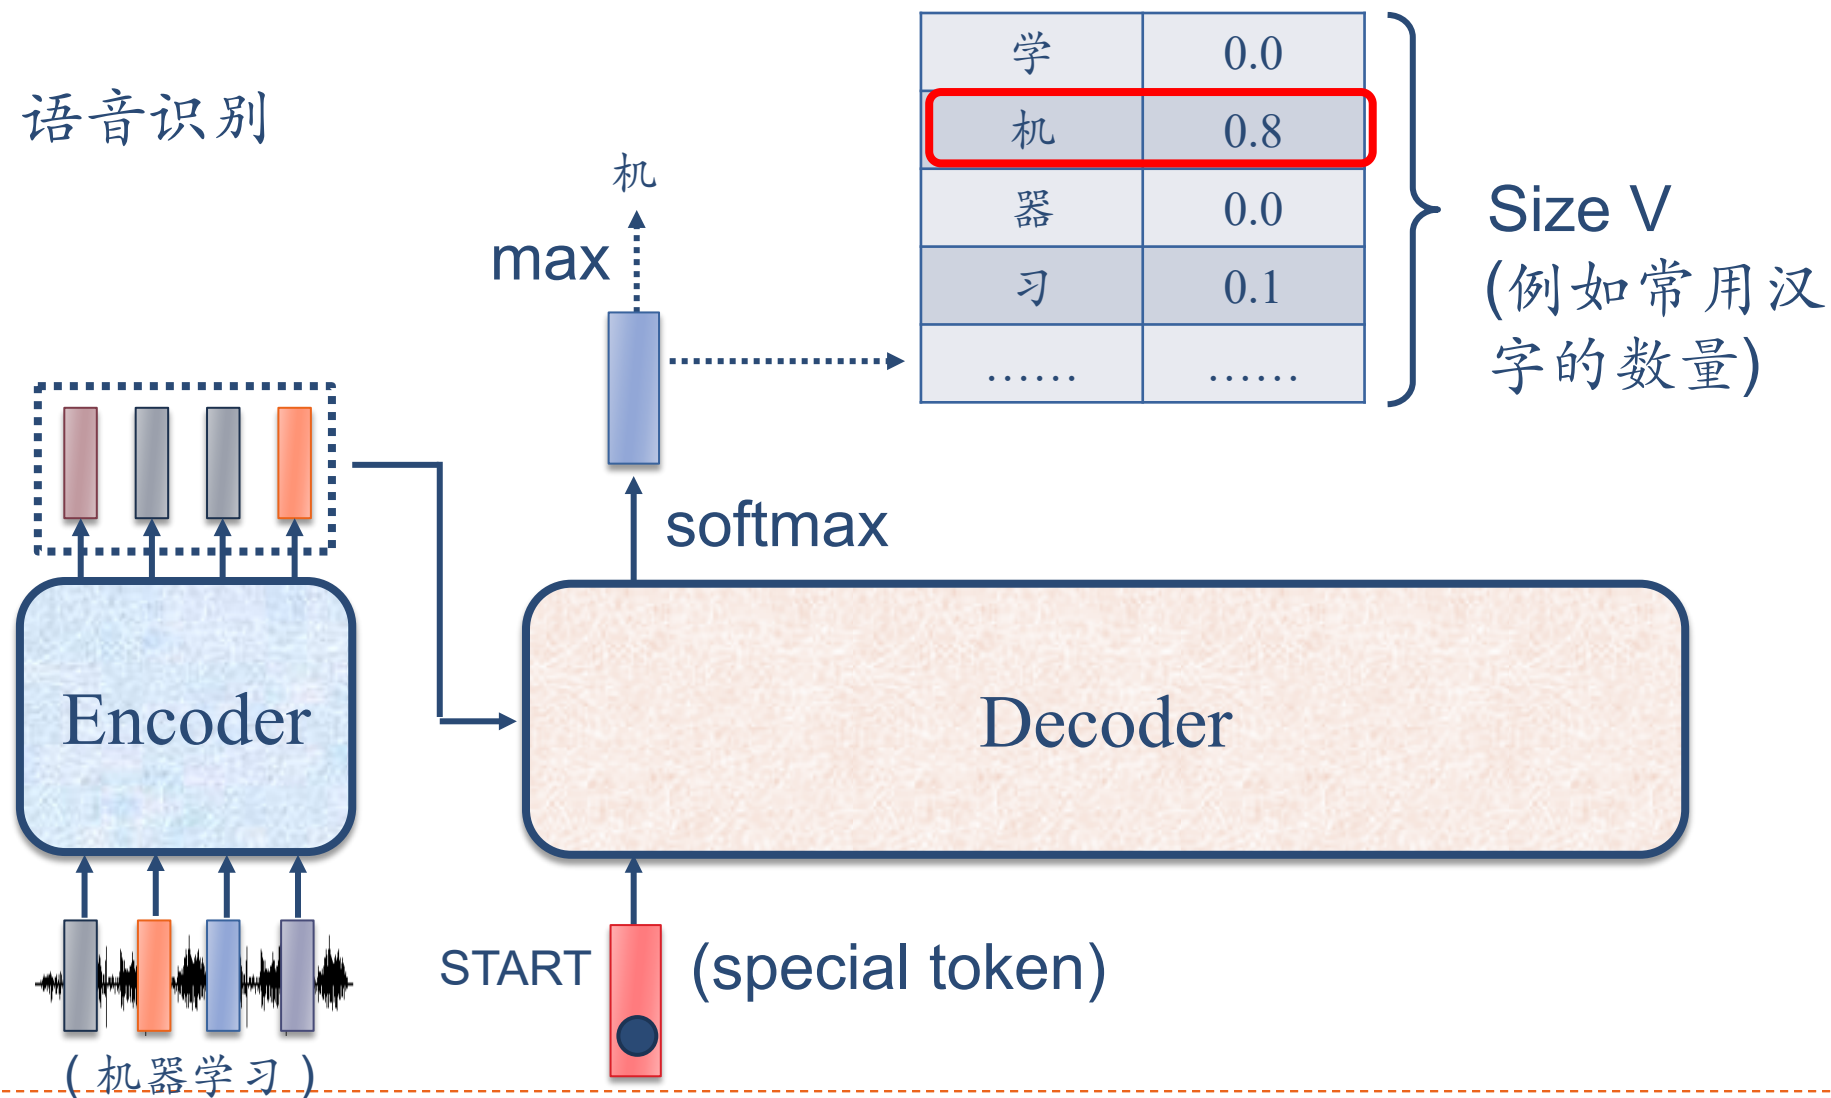 语音识别
学 0.0
机 0.8
器 0.0
习 0.1
…… ……
Size V
(例如常用汉
字的数量)
机
max
softmax
Encoder
Decoder
START
(special token)
(机器学习)